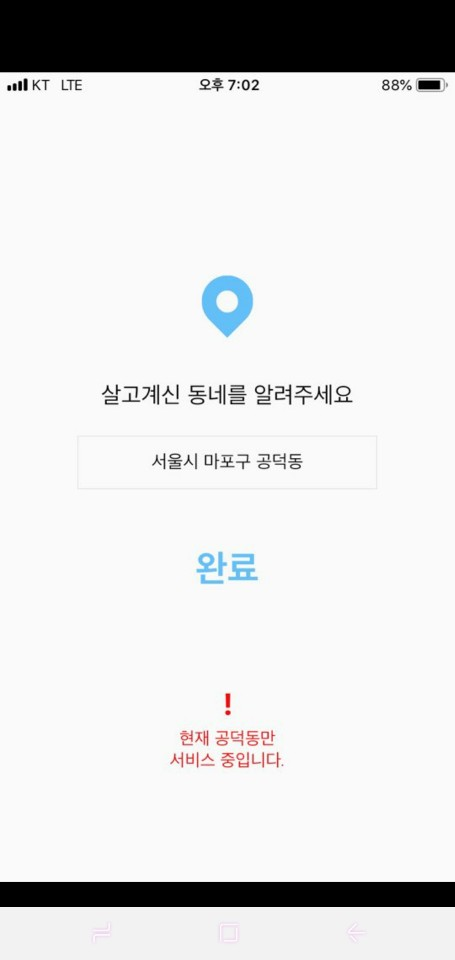 KT LTE 오후 7:02 88%
살고계신 동네를 알려주세요
서울시 마포구 공덕동
완료
!
현재 공덕동만
서비스 중입니다.